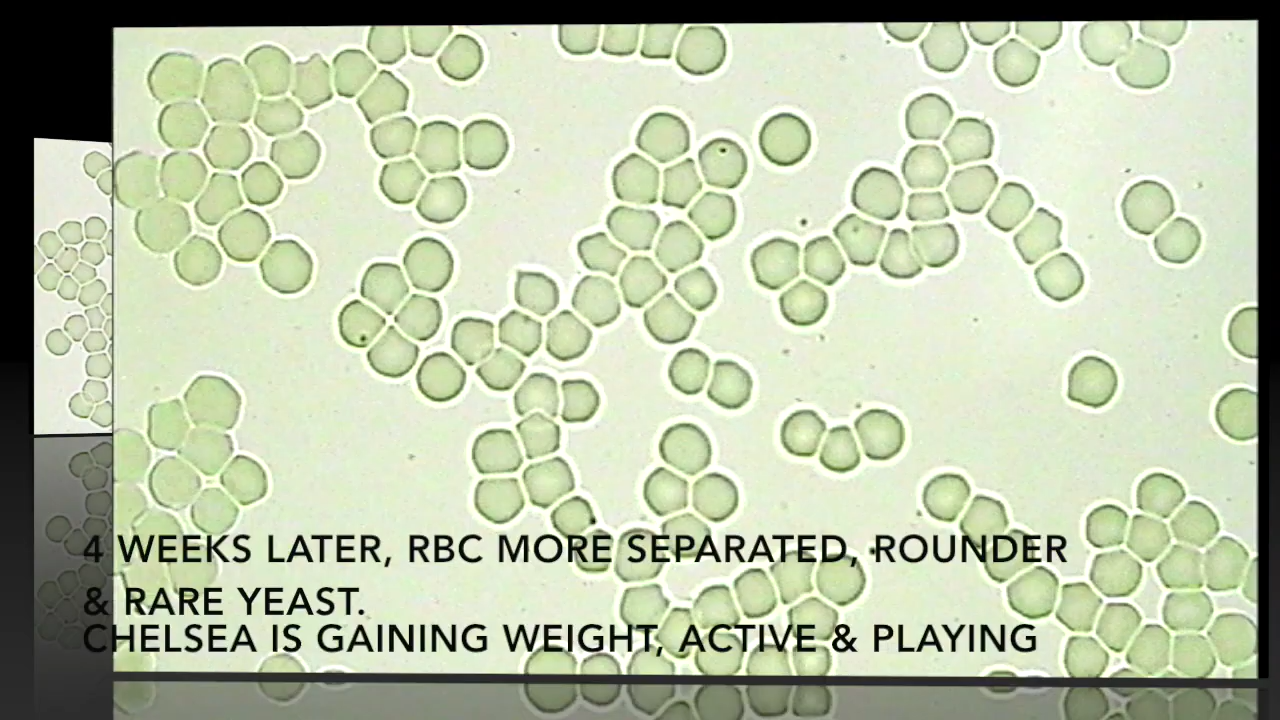 4 WEEKS LATER, RBC MORE SEPARATED, ROUNDER
& RARE YEAST.
CHELSEA IS GAINING WEIGHT, ACTIVE & PLAYING